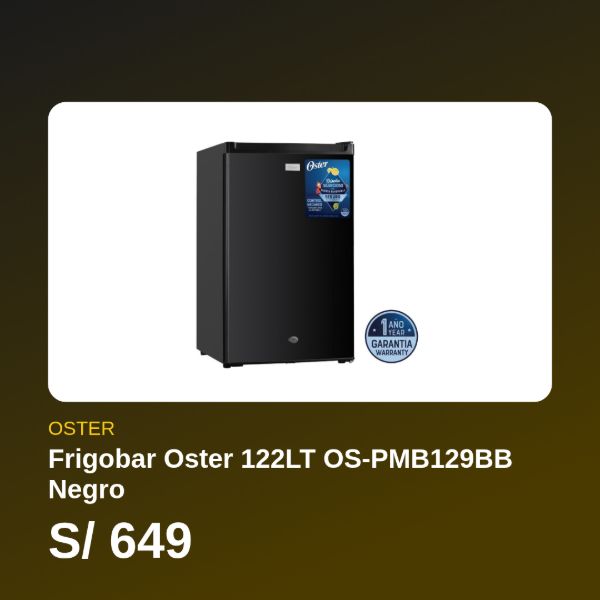 Oster
1 AÑO
YEAR
GARANTIA
WARRANTY
OSTER
Frigobar Oster 122LT OS-PMB129BB
Negro
S/ 649